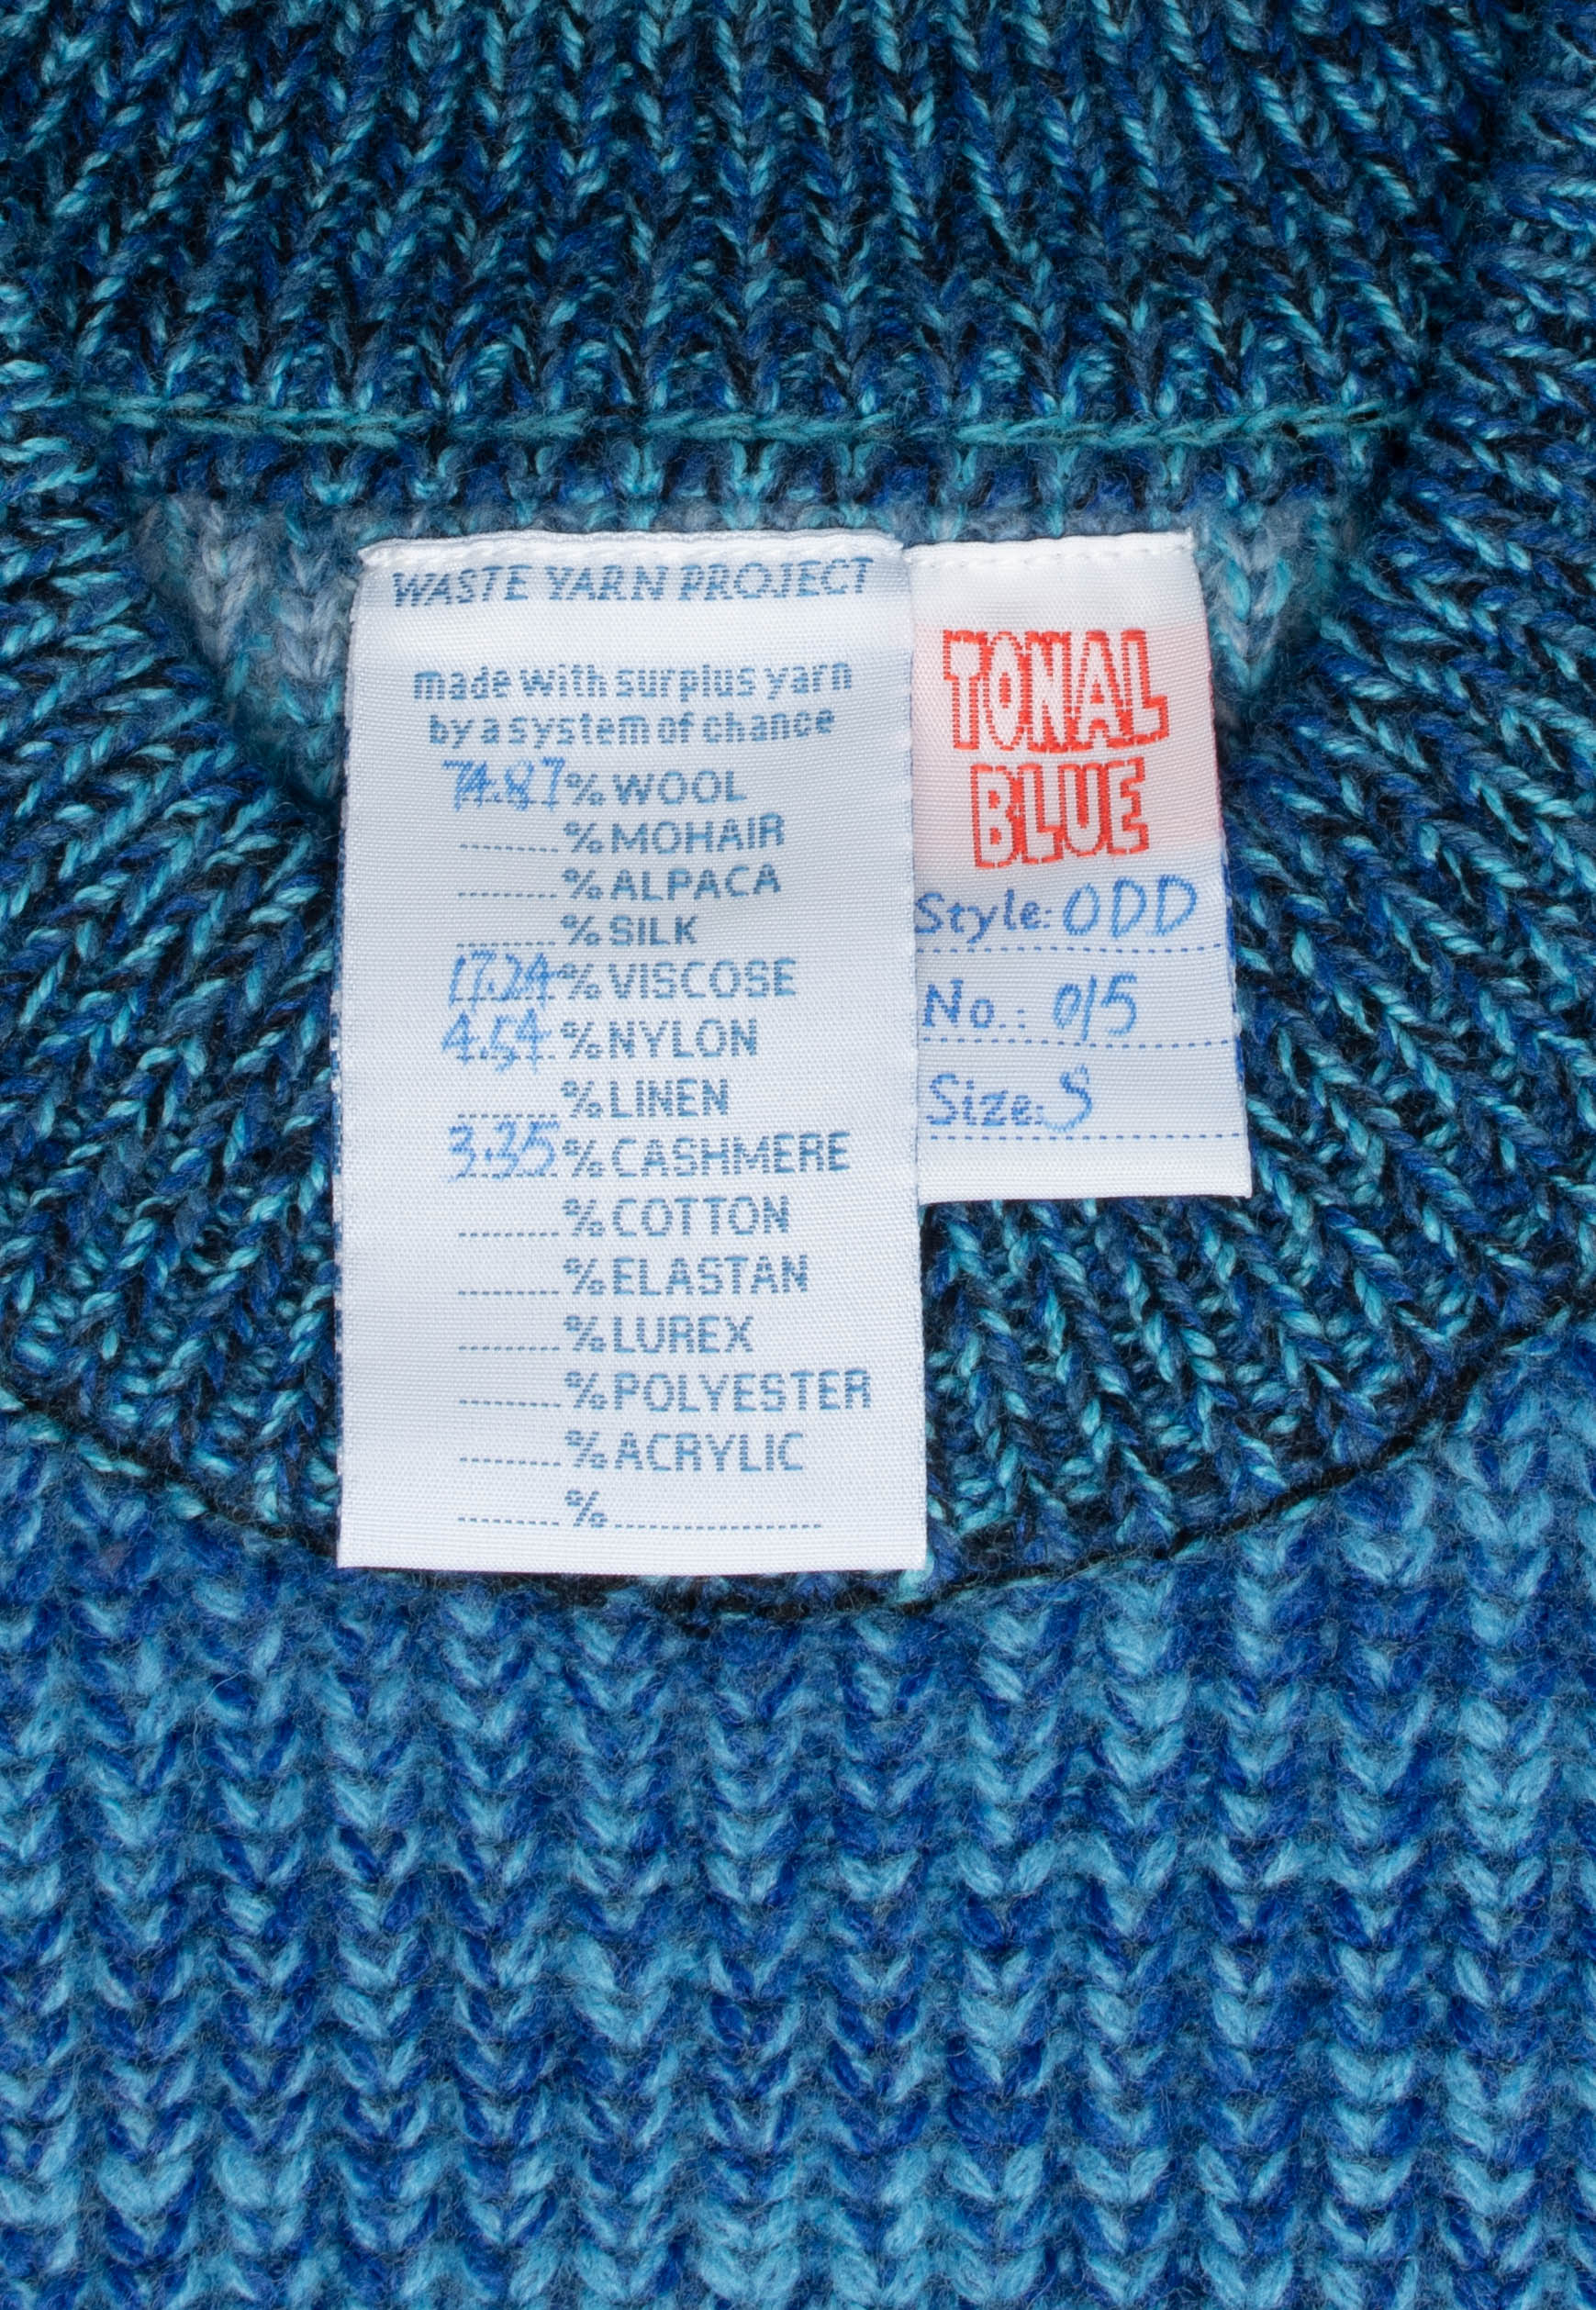 WASTE YARN PROJECT
made with surplus yarn
by a system of chance
74.87% WOOL
..........% MOHAIR
..........% ALPACA
..........% SILK
17.24% VISCOSE
4.54% NYLON
..........% LINEN
3.35% CASHMERE
..........% COTTON
..........% ELASTAN
..........% LUREX
..........% POLYESTER
..........% ACRYLIC
..........% ....................
TONAL
BLUE
Style: ODD
No.: 015
Size: S